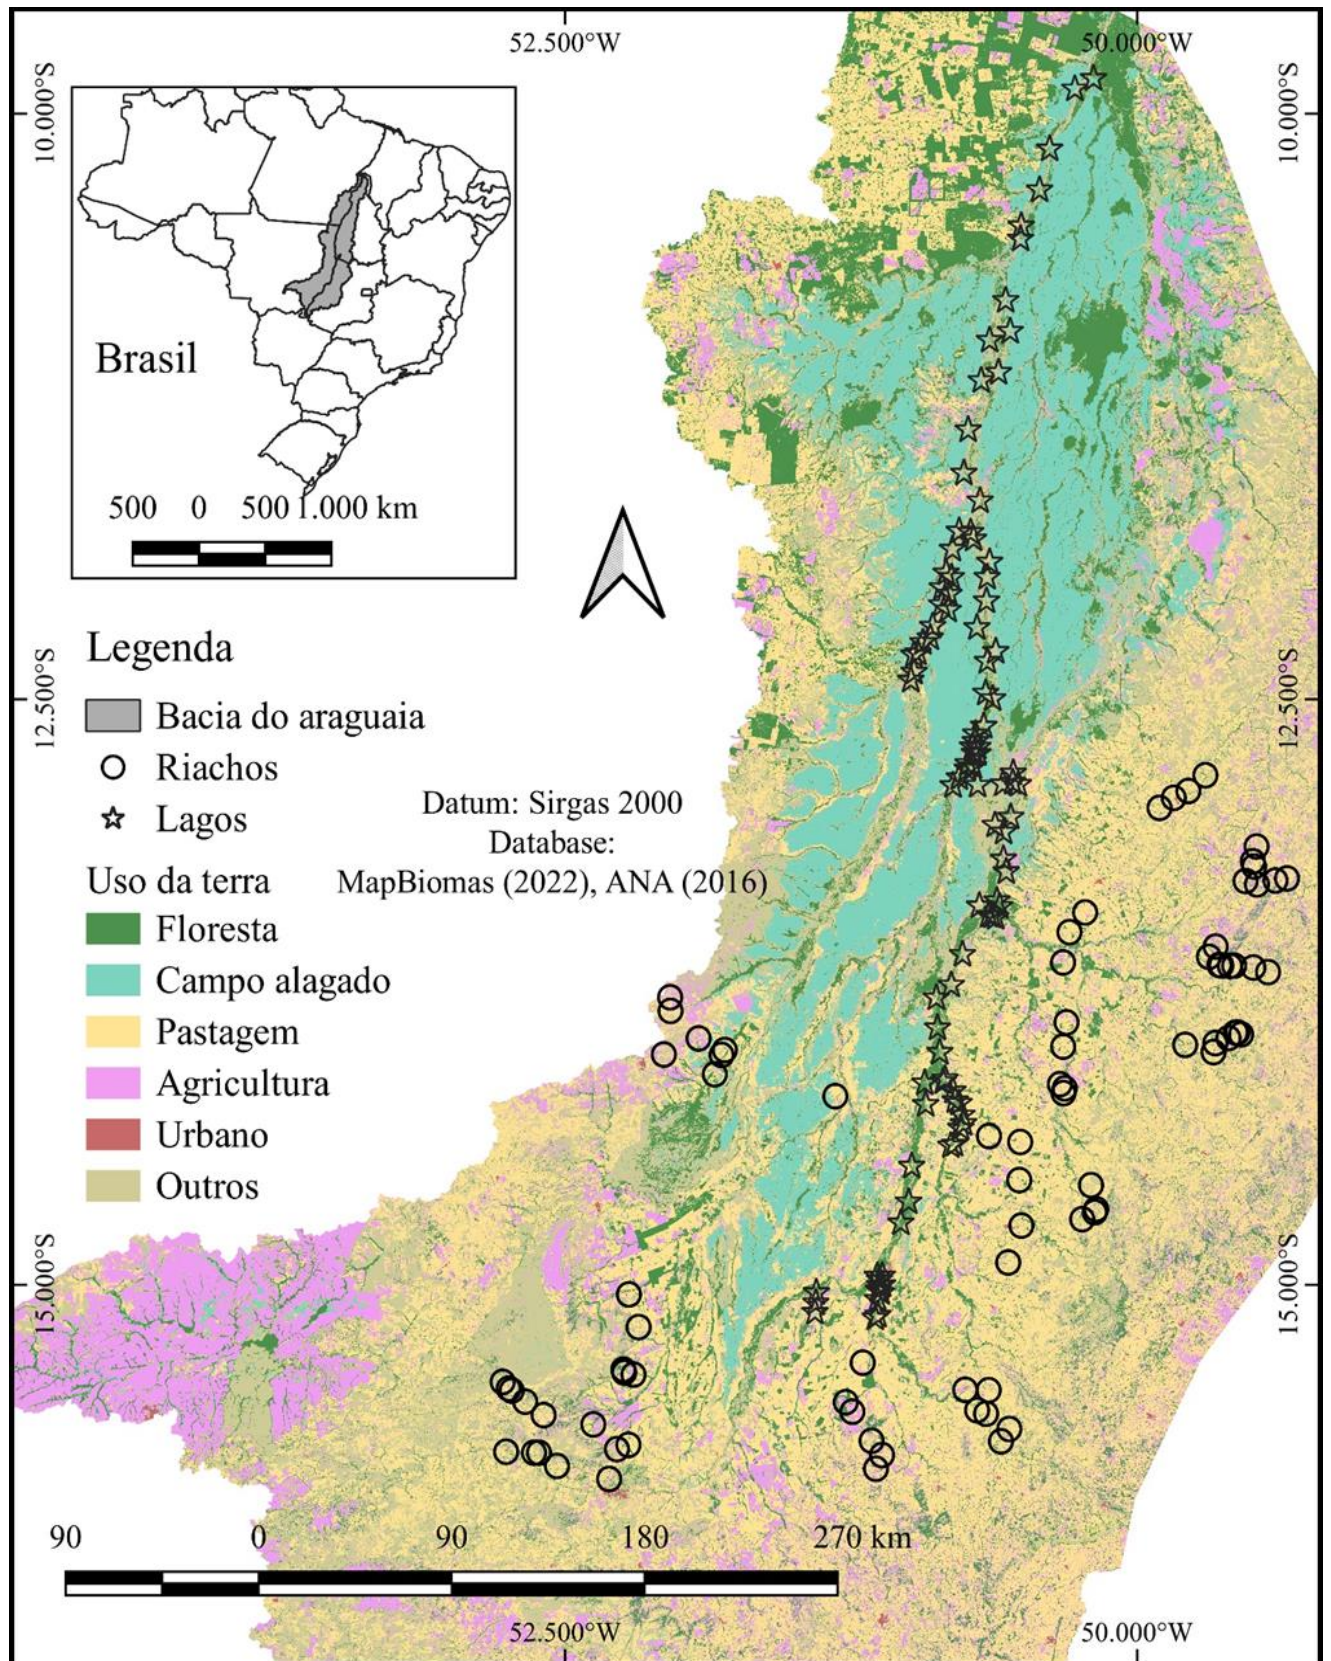 52.500°W
50.000°W
10.000°S
10.000°S
Brasil
500 0 500 1.000 km
Legenda
Bacia do araguaia
Riachos
Lagos
12.500°S
12.500°S
Datum: Sirgas 2000
Database:
MapBiomas (2022), ANA (2016)
Uso da terra
Floresta
Campo alagado
Pastagem
Agricultura
Urbano
Outros
15.000°S
15.000°S
90 0 90 180 270 km
52.500°W
50.000°W